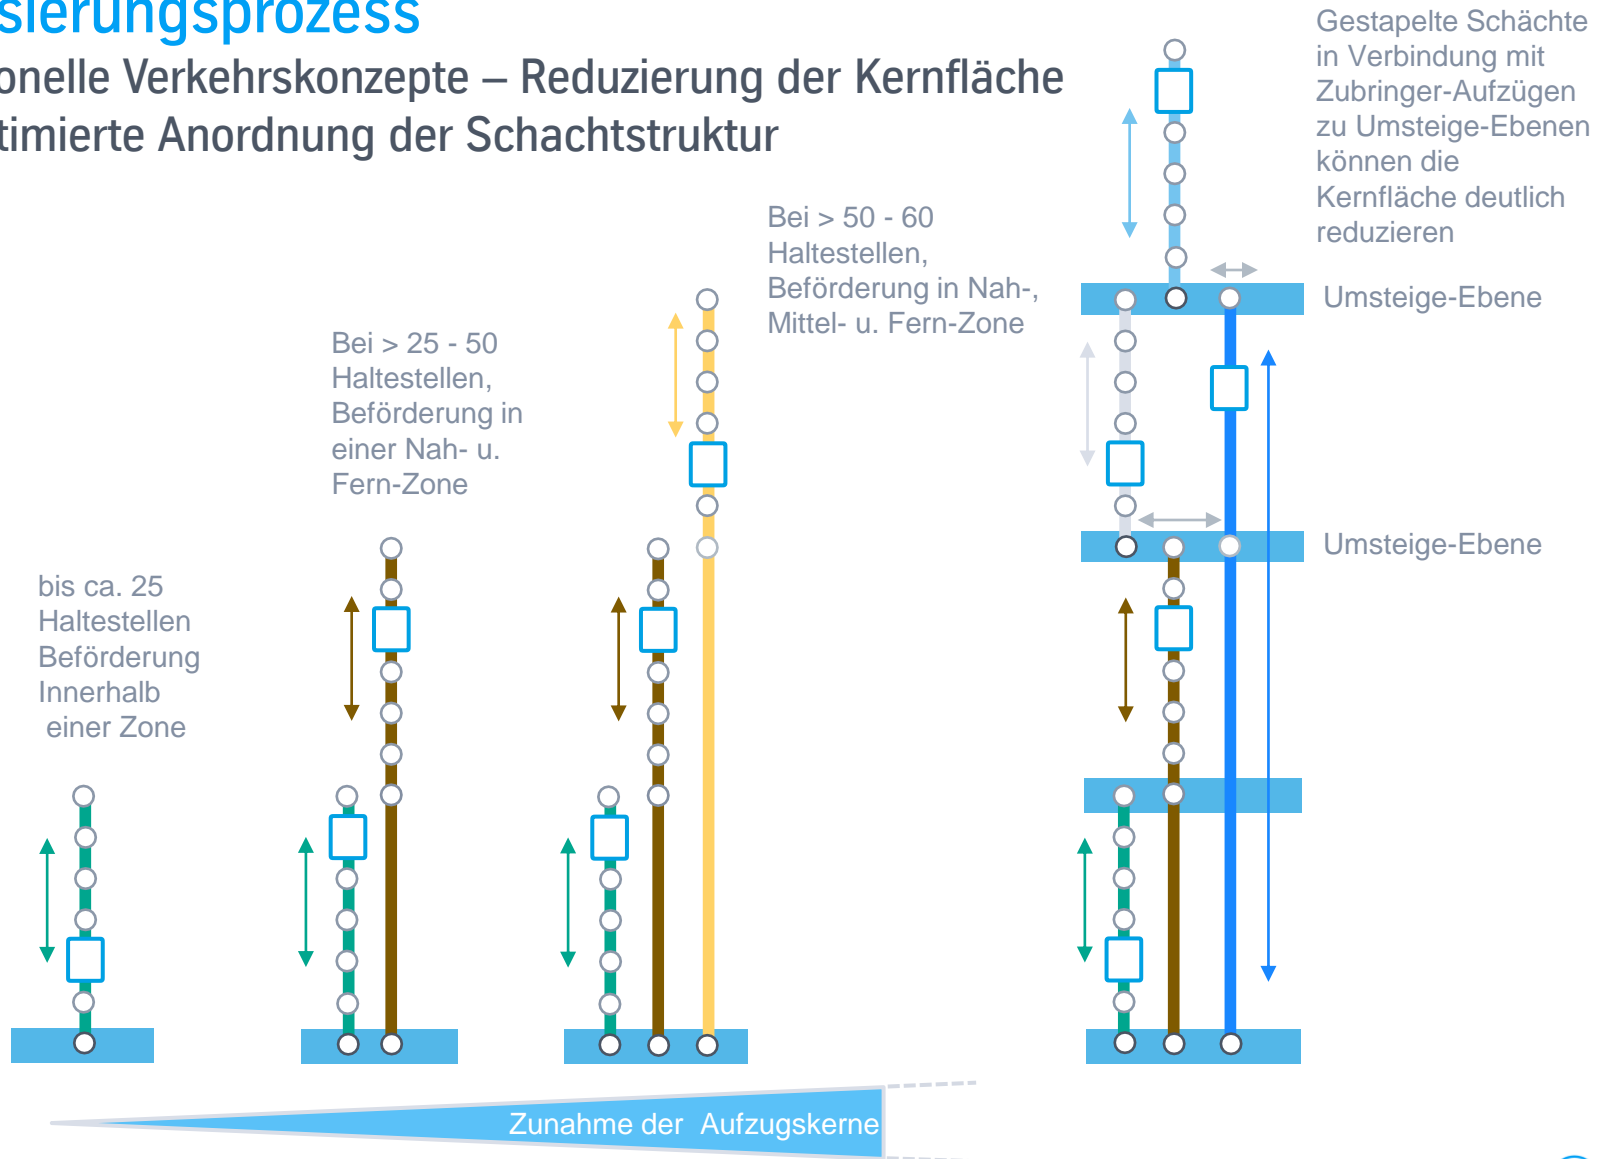 sierungsprozess
onelle Verkehrskonzepte – Reduzierung der Kernfläche
timierte Anordnung der Schachtstruktur
Gestapelte Schächte
in Verbindung mit
Zubringer-Aufzügen
zu Umsteige-Ebenen
können die
Kernfläche deutlich
reduzieren
Bei > 50 - 60
Haltestellen,
Beförderung in Nah-,
Mittel- u. Fern-Zone
Umsteige-Ebene
Bei > 25 - 50
Haltestellen,
Beförderung in
einer Nah- u.
Fern-Zone
Umsteige-Ebene
bis ca. 25
Haltestellen
Beförderung
Innerhalb
einer Zone
Zunahme der Aufzugskerne